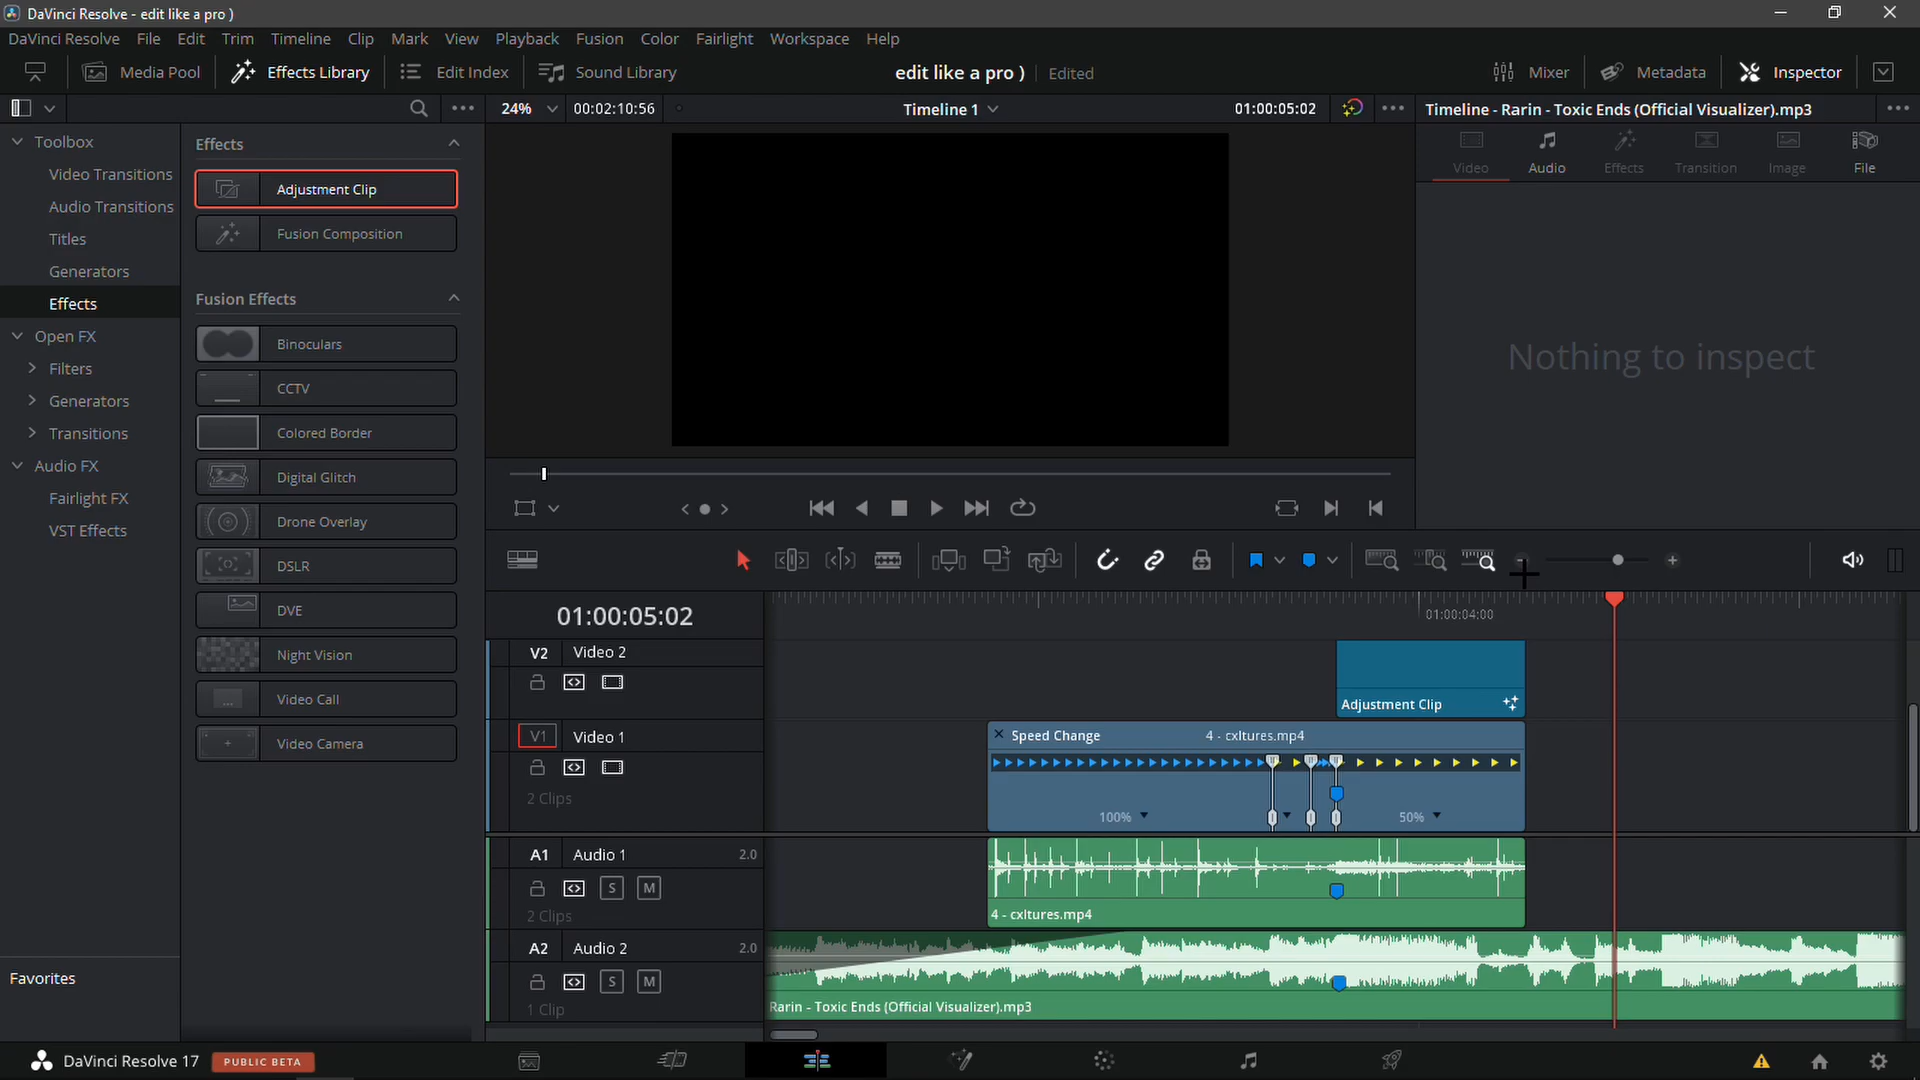 DaVinci Resolve - edit like a pro )
DaVinci Resolve File Edit Trim Timeline Clip Mark View Playback Fusion Color Fairlight Workspace Help
Media Pool Effects Library Edit Index Sound Library edit like a pro ) Edited Mixer Metadata Inspector
24% 00:02:10:56 Timeline 1 01:00:05:02 Timeline - Rarin - Toxic Ends (Official Visualizer).mp3
Video Audio Effects Transition Image File
Nothing to inspect
Toolbox
Video Transitions
Audio Transitions
Titles
Generators
Effects
Open FX
Filters
Generators
Transitions
Audio FX
Fairlight FX
VST Effects
Favorites
Effects
Adjustment Clip
Fusion Composition
Fusion Effects
Binoculars
CCTV
Colored Border
Digital Glitch
Drone Overlay
DSLR
DVE
Night Vision
Video Call
Video Camera
01:00:05:02
01:00:04:00
V2 Video 2
Adjustment Clip
V1 Video 1
2 Clips
Speed Change 4 - cxltures.mp4
100% 50%
A1 Audio 1 2.0
S M
2 Clips
4 - cxltures.mp4
A2 Audio 2 2.0
S M
1 Clip
Rarin - Toxic Ends (Official Visualizer).mp3
DaVinci Resolve 17 PUBLIC BETA